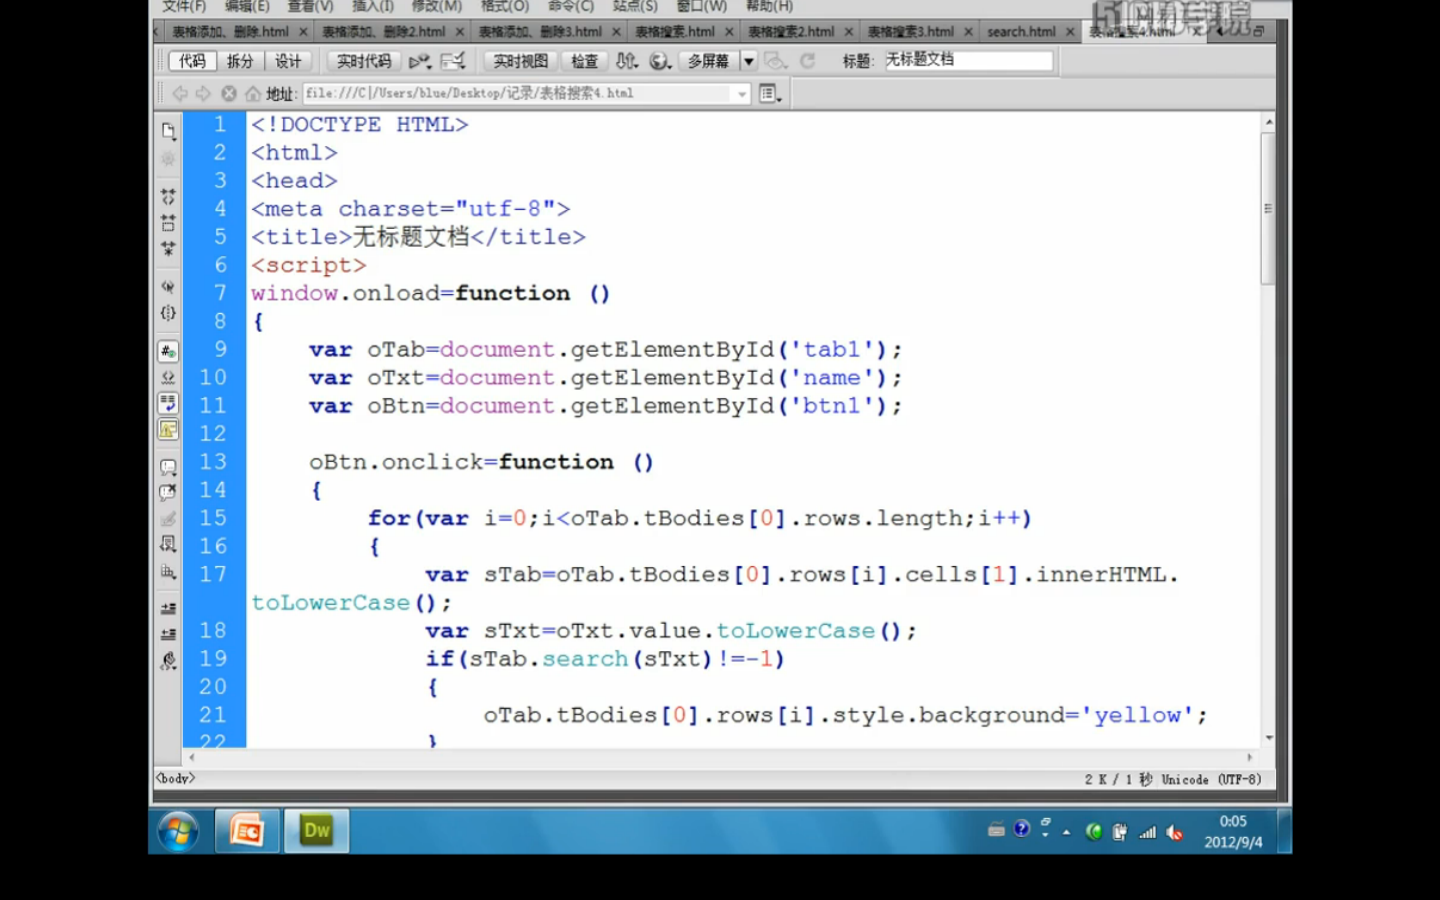 文件(F) 编辑(E) 查看(V) 插入(I) 修改(M) 格式(O) 命令(C) 站点(S) 窗口(W) 帮助(H)
表格添加、删除.html × 表格添加、删除2.html × 表格添加、删除3.html × 表格搜索.html × 表格搜索2.html × 表格搜索3.html × search.html × 表格搜索4.html
代码 拆分 设计 实时代码 实时视图 检查 多屏幕 标题: 无标题文档
地址: file:///C|/Users/blue/Desktop/记录/表格搜索4.html
1 <!DOCTYPE HTML>
2 <html>
3 <head>
4 <meta charset="utf-8">
5 <title>无标题文档</title>
6 <script>
7 window.onload=function ()
8 {
9 var oTab=document.getElementById('tab1');
10 var oTxt=document.getElementById('name');
11 var oBtn=document.getElementById('btn1');
12
13 oBtn.onclick=function ()
14 {
15 for(var i=0;i<oTab.tBodies[0].rows.length;i++)
16 {
17 var sTab=oTab.tBodies[0].rows[i].cells[1].innerHTML.
toLowerCase();
18 var sTxt=oTxt.value.toLowerCase();
19 if(sTab.search(sTxt)!=-1)
20 {
21 oTab.tBodies[0].rows[i].style.background='yellow';
22 }
<body> 2 K / 1 秒 Unicode (UTF-8)
Dw
0:05
2012/9/4